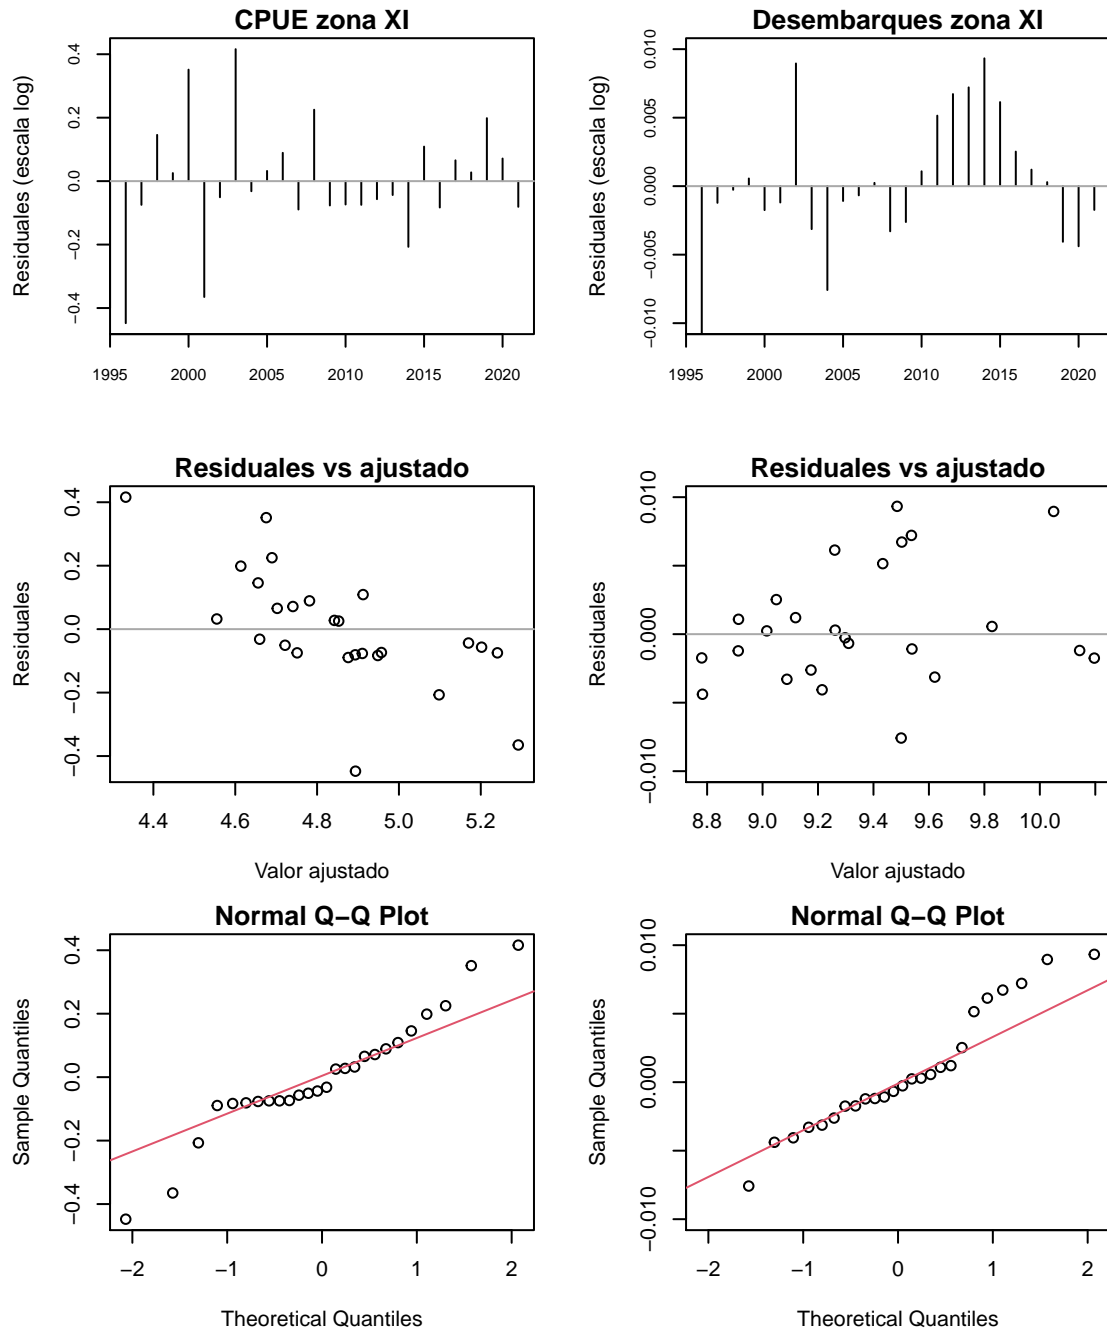 CPUE zona XI
Residuales (escala log)
0.4
0.2
0.0
−0.2
−0.4
1995 2000 2005 2010 2015 2020
Desembarques zona XI
Residuales (escala log)
0.010
0.005
0.000
−0.005
−0.010
1995 2000 2005 2010 2015 2020
Residuales vs ajustado
Residuales
0.4
0.2
0.0
−0.2
−0.4
4.4 4.6 4.8 5.0 5.2
Valor ajustado
Residuales vs ajustado
Residuales
0.010
0.000
−0.010
8.8 9.0 9.2 9.4 9.6 9.8 10.0
Valor ajustado
Normal Q−Q Plot
Sample Quantiles
0.4
0.2
0.0
−0.2
−0.4
−2 −1 0 1 2
Theoretical Quantiles
Normal Q−Q Plot
Sample Quantiles
0.010
0.000
−0.010
−2 −1 0 1 2
Theoretical Quantiles